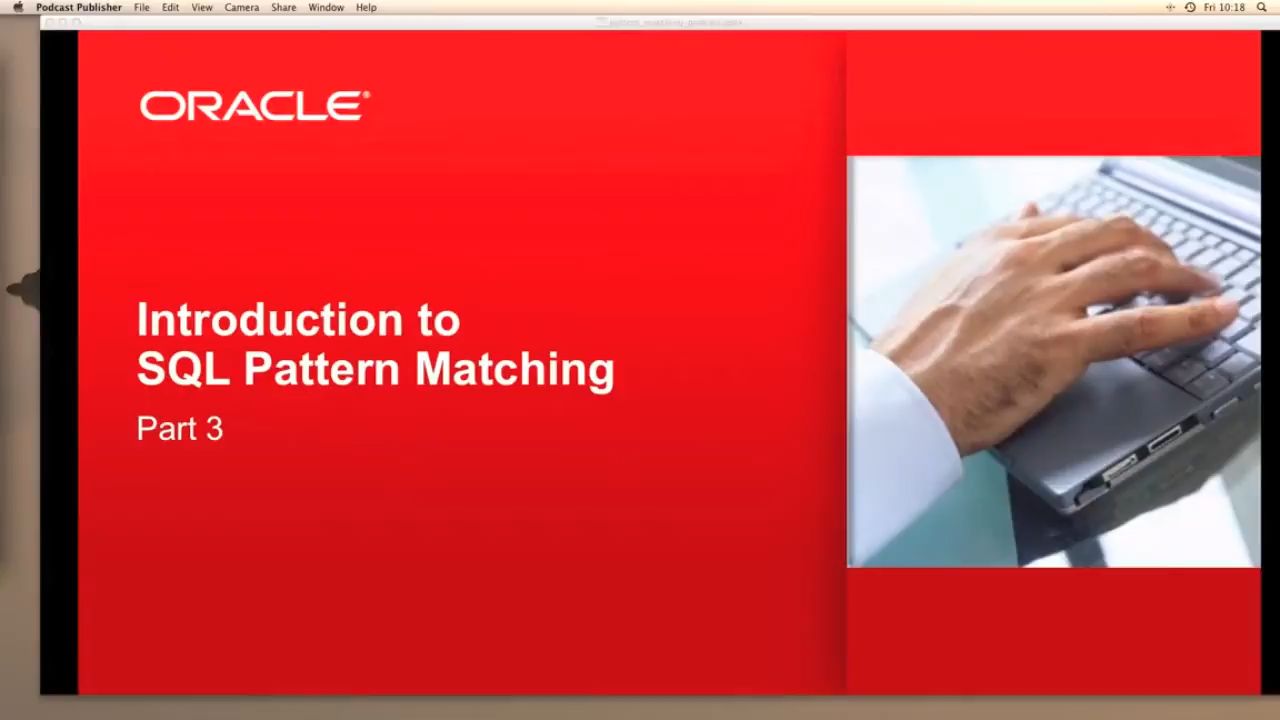 Podcast Publisher File Edit View Camera Share Window Help Fri 10:18
ORACLE®
Introduction to
SQL Pattern Matching
Part 3